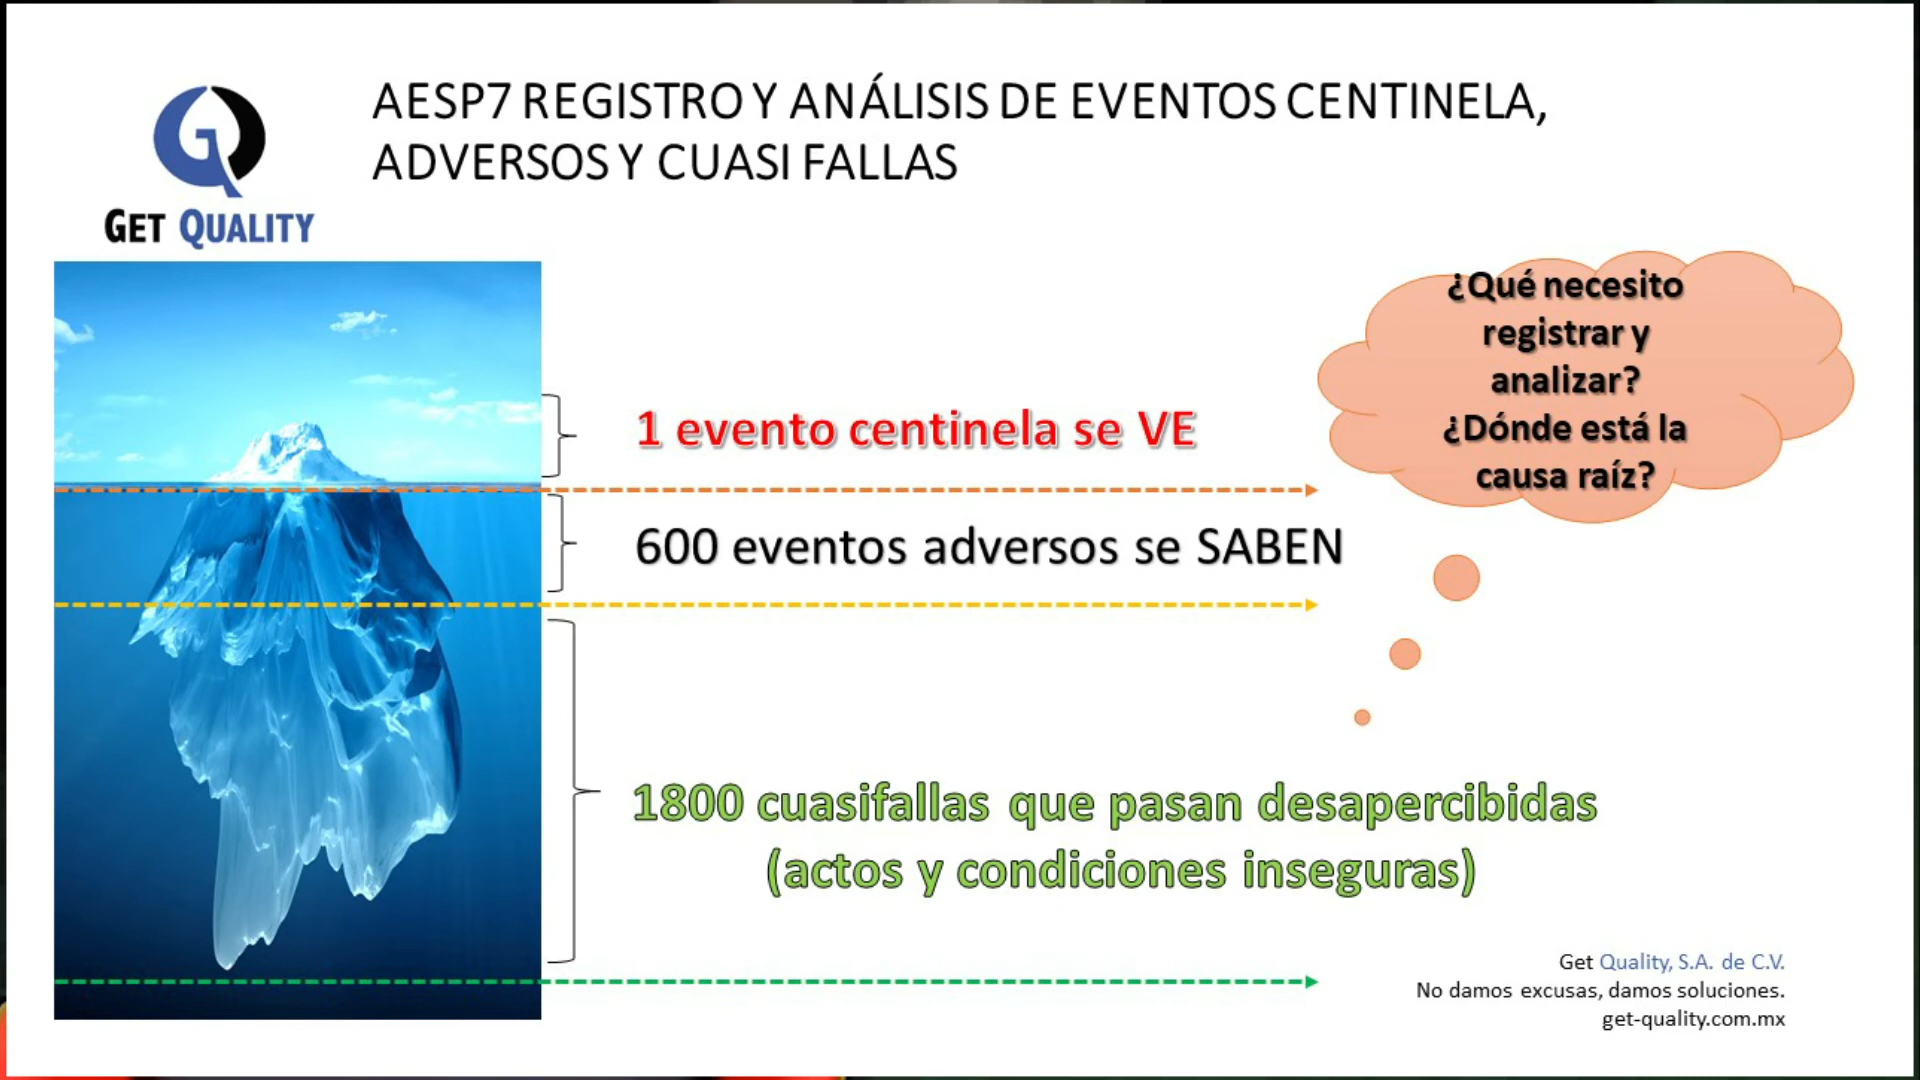 AESP7 REGISTRO Y ANÁLISIS DE EVENTOS CENTINELA,
ADVERSOS Y CUASI FALLAS
GET QUALITY
¿Qué necesito
registrar y
analizar?
¿Dónde está la
causa raíz?
1 evento centinela se VE
600 eventos adversos se SABEN
1800 cuasifallas que pasan desapercibidas
(actos y condiciones inseguras)
Get Quality, S.A. de C.V.
No damos excusas, damos soluciones.
get-quality.com.mx